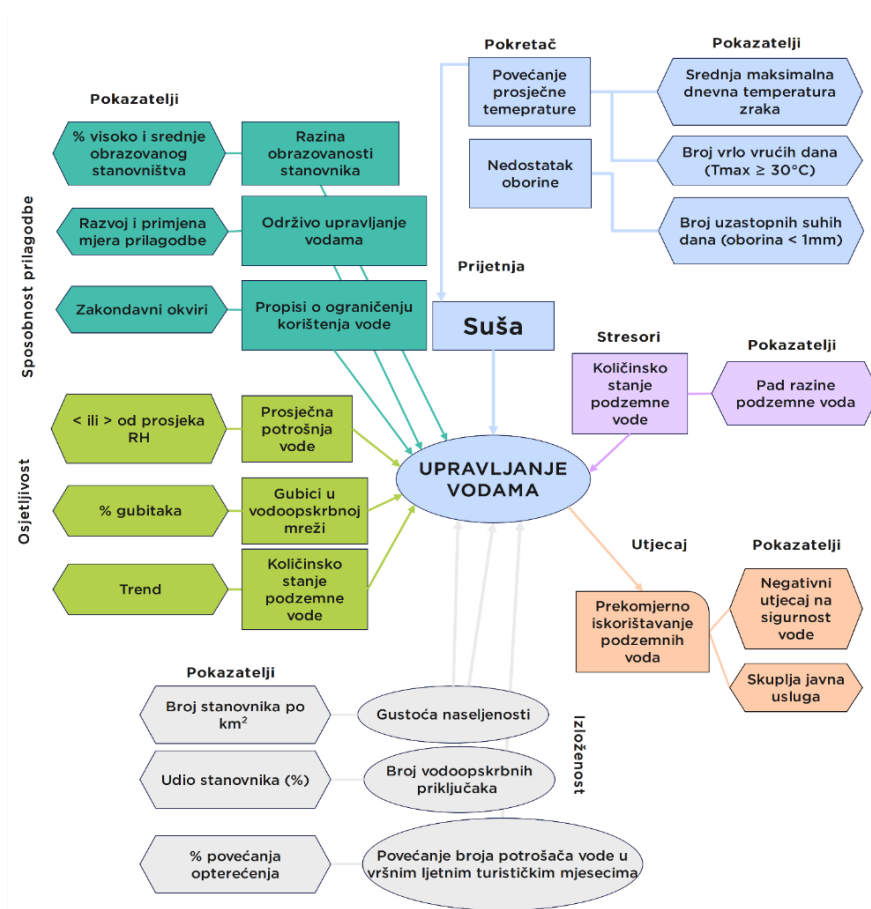 Pokretač
Pokazatelji
Povećanje
prosječne
temeprature
Srednja maksimalna
dnevna temperatura
zraka
Nedostatak
oborine
Broj vrlo vrućih dana
(Tmax ≥ 30°C)
Broj uzastopnih suhih
dana (oborina < 1mm)
Prijetnja
Suša
Pokazatelji
Sposobnost prilagodbe
% visoko i srednje
obrazovanog
stanovništva
Razina
obrazovanosti
stanovnika
Razvoj i primjena
mjera prilagodbe
Održivo upravljanje
vodama
Zakondavni okviri
Propisi o ograničenju
korištenja vode
Stresori
Pokazatelji
Količinsko
stanje
podzemne
vode
Pad razine
podzemne voda
Osjetljivost
< ili > od prosjeka
RH
Prosječna
potrošnja
vode
% gubitaka
Gubici u
vodoopskrbnoj
mreži
Trend
Količinsko
stanje
podzemne
vode
UPRAVLJANJE
VODAMA
Utjecaj
Pokazatelji
Prekomjerno
iskorištavanje
podzemnih
voda
Negativni
utjecaj na
sigurnost
vode
Skuplja javna
usluga
Pokazatelji
Izloženost
Broj stanovnika po
km²
Gustoća naseljenosti
Udio stanovnika (%)
Broj vodoopskrbnih
priključaka
% povećanja
opterećenja
Povećanje broja potrošača vode u
vršnim ljetnim turističkim mjesecima